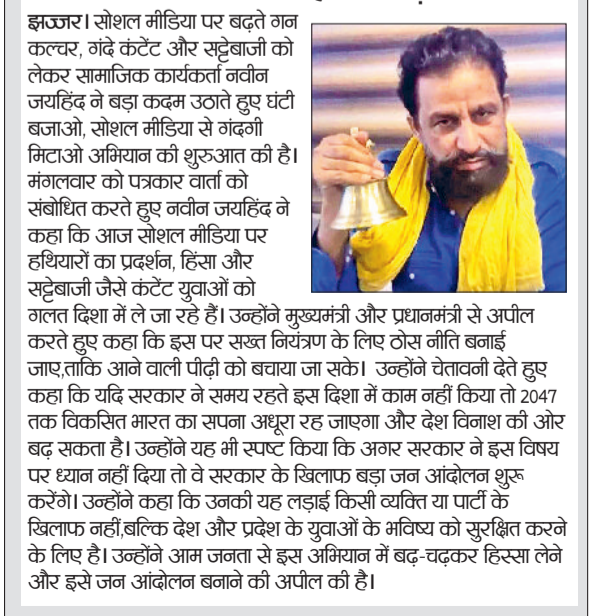 झज्जर। सोशल मीडिया पर बढ़ते गन
कल्चर, गंदे कंटेंट और सट्टेबाजी को
लेकर सामाजिक कार्यकर्ता नवीन
जयहिंद ने बड़ा कदम उठाते हुए घंटी
बजाओ, सोशल मीडिया से गंदगी
मिटाओ अभियान की शुरुआत की है।
मंगलवार को पत्रकार वार्ता को
संबोधित करते हुए नवीन जयहिंद ने
कहा कि आज सोशल मीडिया पर
हथियारों का प्रदर्शन, हिंसा और
सट्टेबाजी जैसे कंटेंट युवाओं को
गलत दिशा में ले जा रहे हैं। उन्होंने मुख्यमंत्री और प्रधानमंत्री से अपील
करते हुए कहा कि इस पर सख्त नियंत्रण के लिए ठोस नीति बनाई
जाए,ताकि आने वाली पीढ़ी को बचाया जा सके। उन्होंने चेतावनी देते हुए
कहा कि यदि सरकार ने समय रहते इस दिशा में काम नहीं किया तो 2047
तक विकसित भारत का सपना अधूरा रह जाएगा और देश विनाश की ओर
बढ़ सकता है। उन्होंने यह भी स्पष्ट किया कि अगर सरकार ने इस विषय
पर ध्यान नहीं दिया तो वे सरकार के खिलाफ बड़ा जन आंदोलन शुरू
करेंगे। उन्होंने कहा कि उनकी यह लड़ाई किसी व्यक्ति या पार्टी के
खिलाफ नहीं,बल्कि देश और प्रदेश के युवाओं के भविष्य को सुरक्षित करने
के लिए है। उन्होंने आम जनता से इस अभियान में बढ़-चढ़कर हिस्सा लेने
और इसे जन आंदोलन बनाने की अपील की है।